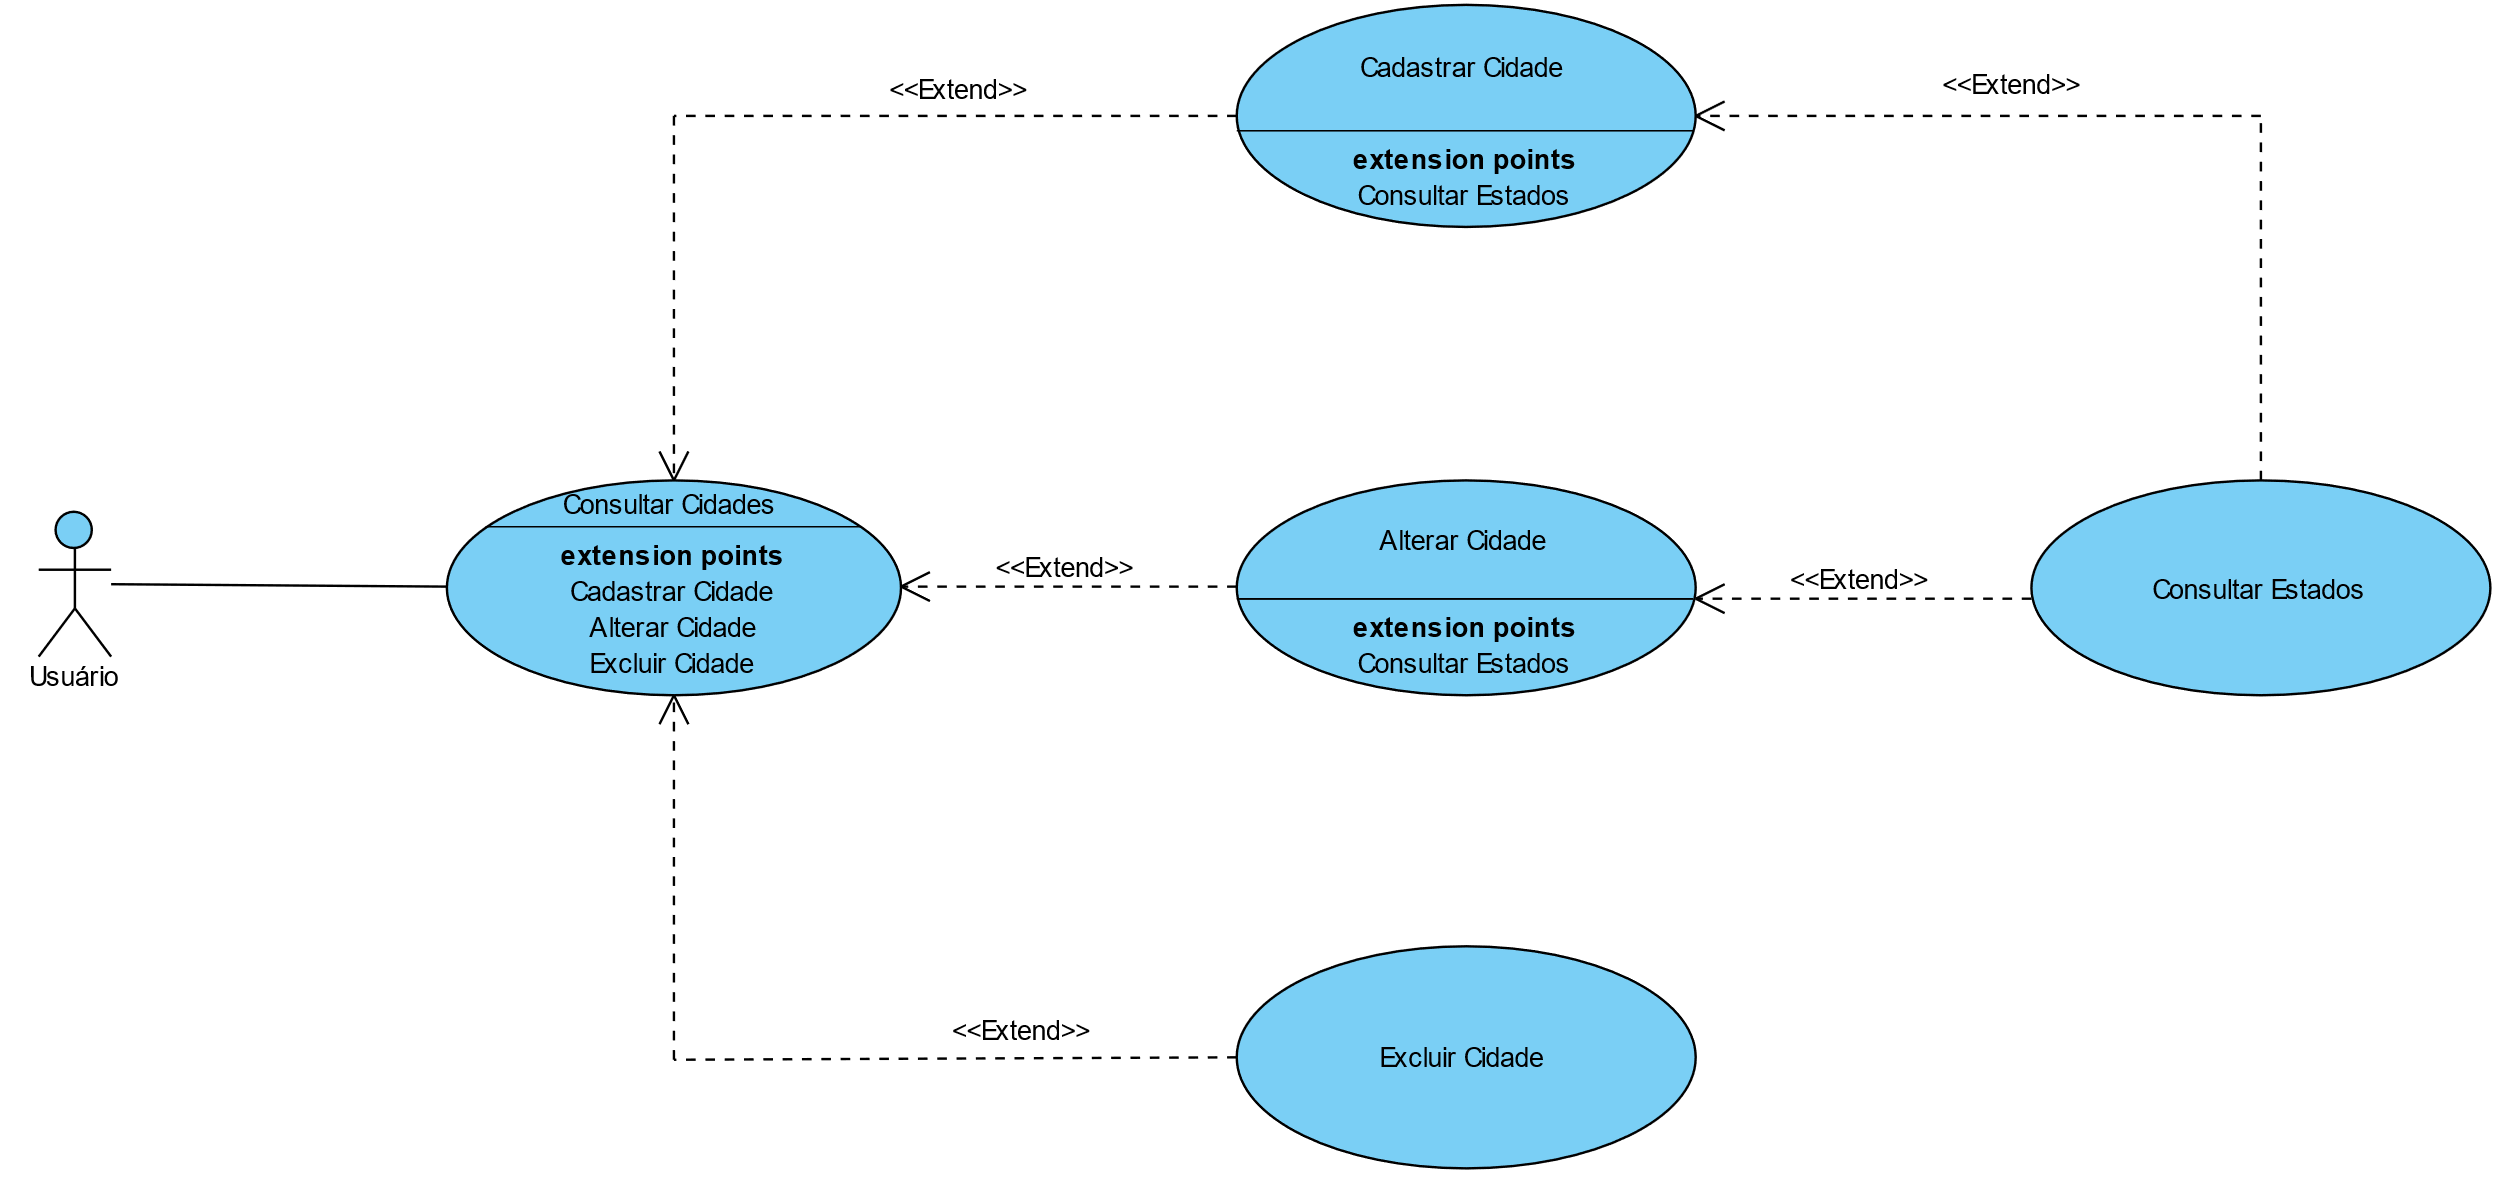 Cadastrar Cidade
<<Extend>>
<<Extend>>
extension points
Consultar Estados
Consultar Cidades
extension points
Cadastrar Cidade
Alterar Cidade
Excluir Cidade
<<Extend>>
Alterar Cidade
extension points
Consultar Estados
<<Extend>>
Consultar Estados
Usuário
<<Extend>>
Excluir Cidade